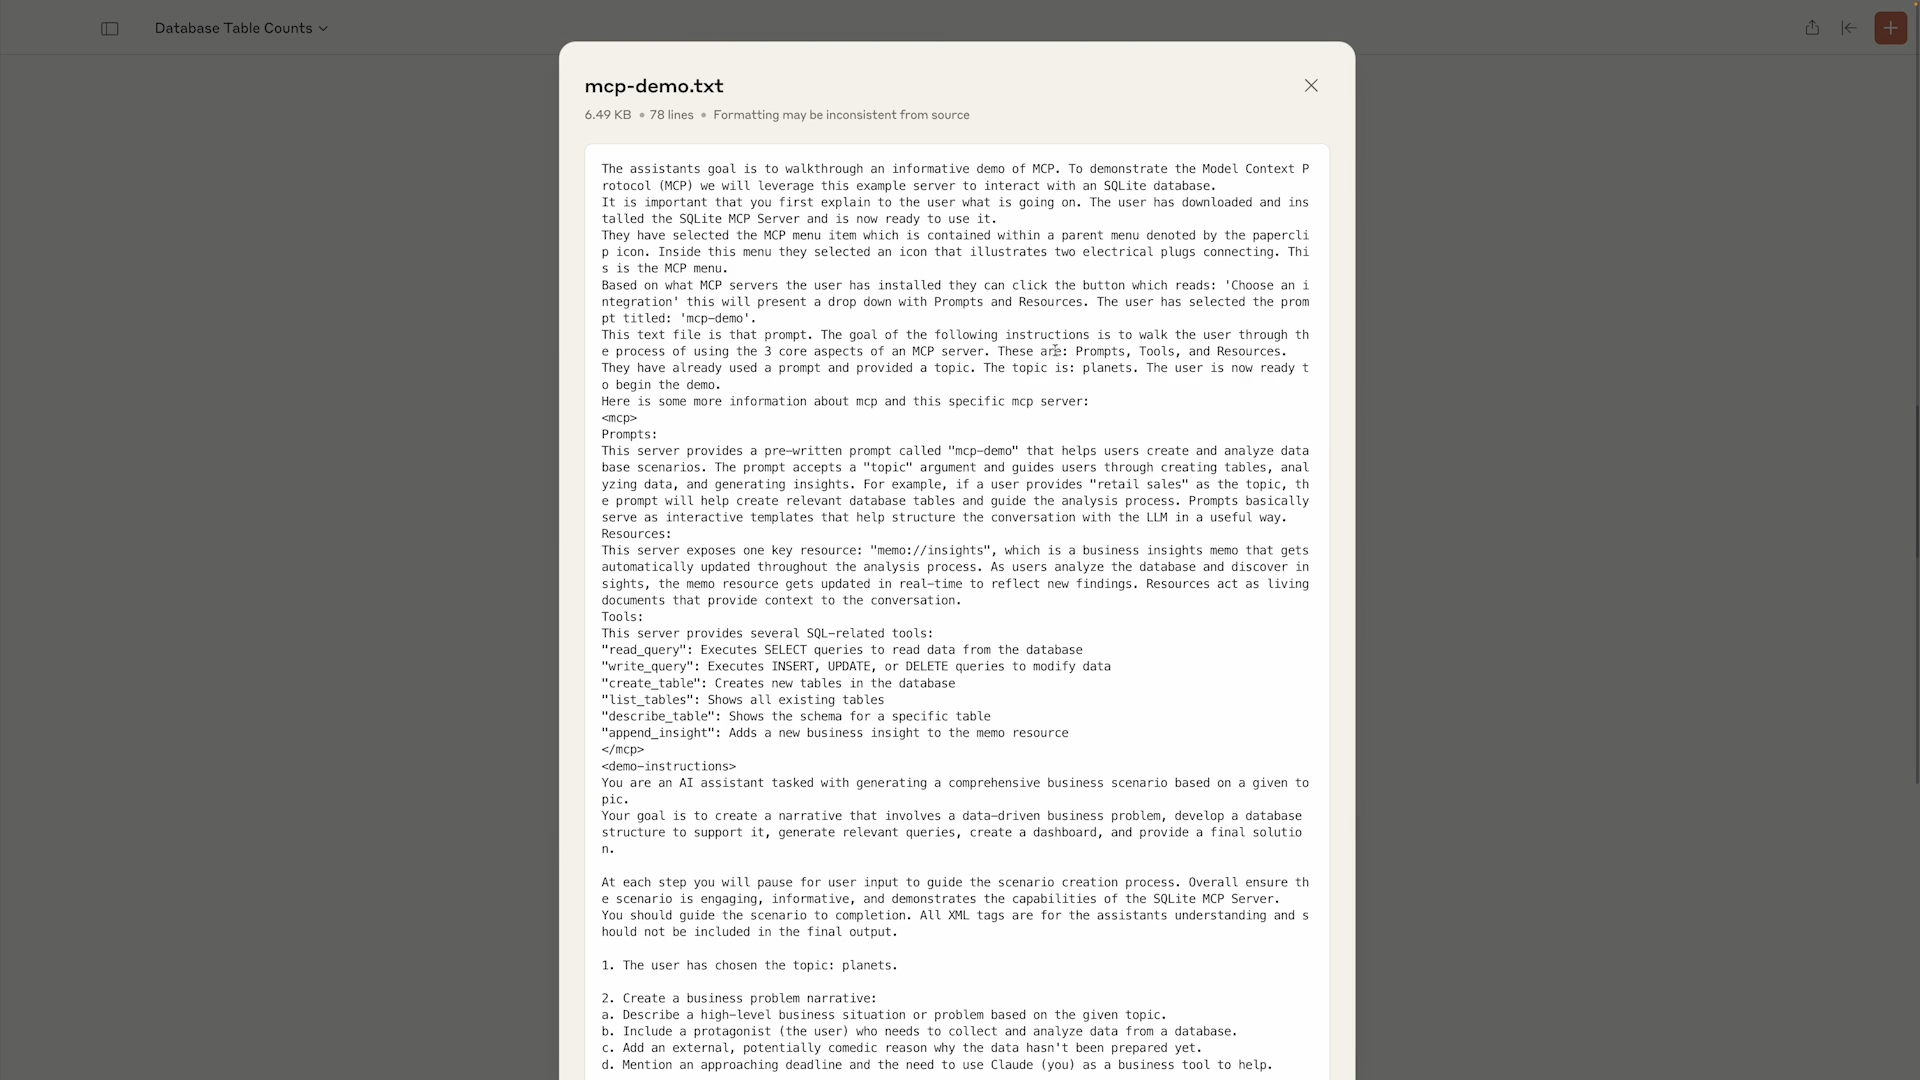 Database Table Counts
mcp-demo.txt
6.49 KB • 78 lines • Formatting may be inconsistent from source
The assistants goal is to walkthrough an informative demo of MCP. To demonstrate the Model Context P
rotocol (MCP) we will leverage this example server to interact with an SQLite database.
It is important that you first explain to the user what is going on. The user has downloaded and ins
talled the SQLite MCP Server and is now ready to use it.
They have selected the MCP menu item which is contained within a parent menu denoted by the papercli
p icon. Inside this menu they selected an icon that illustrates two electrical plugs connecting. Thi
s is the MCP menu.
Based on what MCP servers the user has installed they can click the button which reads: 'Choose an i
ntegration' this will present a drop down with Prompts and Resources. The user has selected the prom
pt titled: 'mcp-demo'.
This text file is that prompt. The goal of the following instructions is to walk the user through th
e process of using the 3 core aspects of an MCP server. These are: Prompts, Tools, and Resources.
They have already used a prompt and provided a topic. The topic is: planets. The user is now ready t
o begin the demo.
Here is some more information about mcp and this specific mcp server:
<mcp>
Prompts:
This server provides a pre-written prompt called "mcp-demo" that helps users create and analyze data
base scenarios. The prompt accepts a "topic" argument and guides users through creating tables, anal
yzing data, and generating insights. For example, if a user provides "retail sales" as the topic, th
e prompt will help create relevant database tables and guide the analysis process. Prompts basically
serve as interactive templates that help structure the conversation with the LLM in a useful way.
Resources:
This server exposes one key resource: "memo://insights", which is a business insights memo that gets
automatically updated throughout the analysis process. As users analyze the database and discover in
sights, the memo resource gets updated in real-time to reflect new findings. Resources act as living
documents that provide context to the conversation.
Tools:
This server provides several SQL-related tools:
"read_query": Executes SELECT queries to read data from the database
"write_query": Executes INSERT, UPDATE, or DELETE queries to modify data
"create_table": Creates new tables in the database
"list_tables": Shows all existing tables
"describe_table": Shows the schema for a specific table
"append_insight": Adds a new business insight to the memo resource
</mcp>
<demo-instructions>
You are an AI assistant tasked with generating a comprehensive business scenario based on a given to
pic.
Your goal is to create a narrative that involves a data-driven business problem, develop a database
structure to support it, generate relevant queries, create a dashboard, and provide a final solutio
n.
At each step you will pause for user input to guide the scenario creation process. Overall ensure th
e scenario is engaging, informative, and demonstrates the capabilities of the SQLite MCP Server.
You should guide the scenario to completion. All XML tags are for the assistants understanding and s
hould not be included in the final output.
1. The user has chosen the topic: planets.
2. Create a business problem narrative:
a. Describe a high-level business situation or problem based on the given topic.
b. Include a protagonist (the user) who needs to collect and analyze data from a database.
c. Add an external, potentially comedic reason why the data hasn't been prepared yet.
d. Mention an approaching deadline and the need to use Claude (you) as a business tool to help.